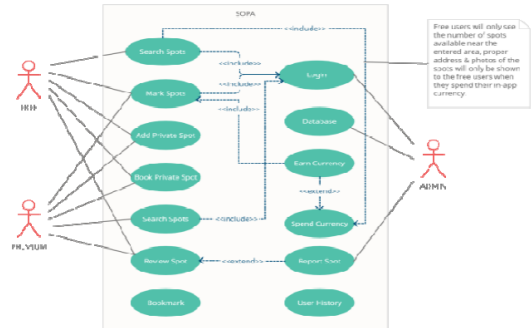 SOPA
Search Spots
Mark Spots
Add Private Spot
Book Private Spot
Search Spots
Review Spot
Bookmark
Login
Database
Earn Currency
Spend Currency
Report Spot
User History
<<include>>
<<include>>
<<include>>
<<include>>
<<include>>
<<extend>>
<<extend>>
PREMIUM
ADMIN
Free users will only see
the number of spots
available near the
entered area, proper
address & photos of the
spots will only be shown
to the free users when
they spend their in-app
currency